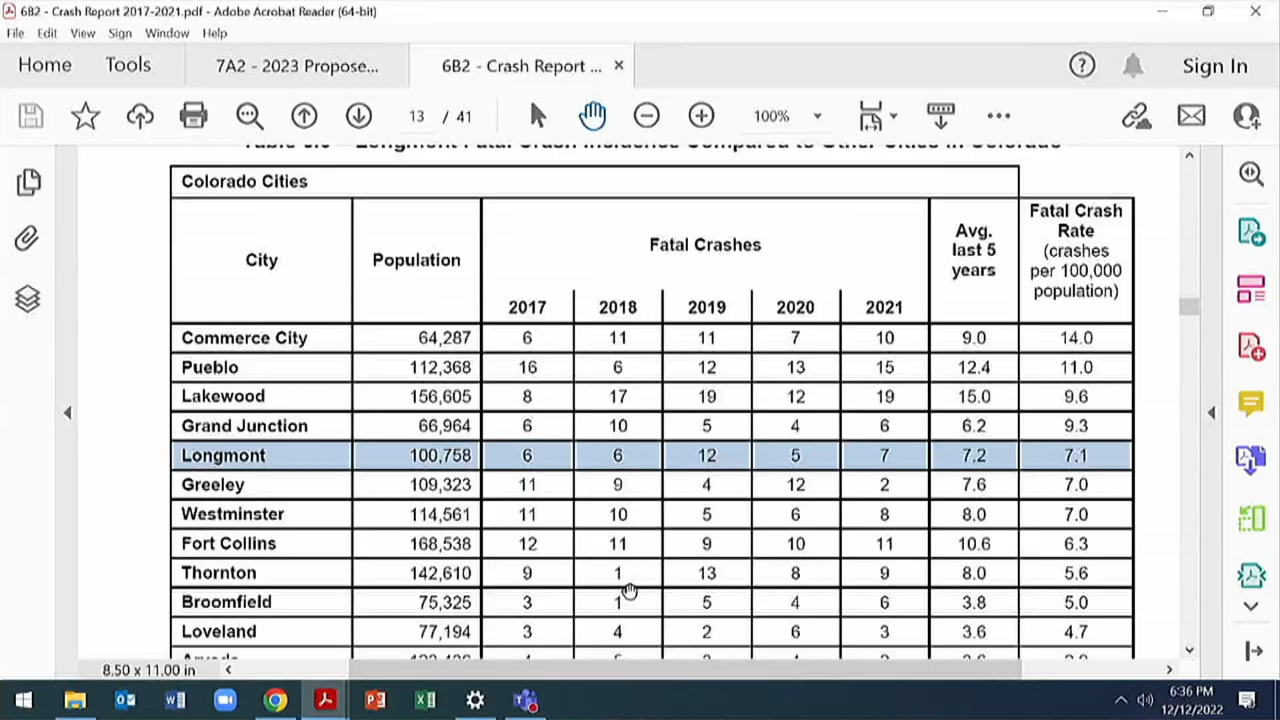 6B2 - Crash Report 2017-2021.pdf - Adobe Acrobat Reader (64-bit)
File Edit View Sign Window Help
Home Tools 7A2 - 2023 Propose... 6B2 - Crash Report ... × Sign In
13 / 41 100%
Longmont Fatal Crash Incidence Compared to Other Cities in Colorado
Colorado Cities
City Population Fatal Crashes Avg. last 5 years Fatal Crash Rate (crashes per 100,000 population)
2017 2018 2019 2020 2021
Commerce City 64,287 6 11 11 7 10 9.0 14.0
Pueblo 112,368 16 6 12 13 15 12.4 11.0
Lakewood 156,605 8 17 19 12 19 15.0 9.6
Grand Junction 66,964 6 10 5 4 6 6.2 9.3
Longmont 100,758 6 6 12 5 7 7.2 7.1
Greeley 109,323 11 9 4 12 2 7.6 7.0
Westminster 114,561 11 10 5 6 8 8.0 7.0
Fort Collins 168,538 12 11 9 10 11 10.6 6.3
Thornton 142,610 9 1 13 8 9 8.0 5.6
Broomfield 75,325 3 1 5 4 6 3.8 5.0
Loveland 77,194 3 4 2 6 3 3.6 4.7
8.50 x 11.00 in
6:36 PM
12/12/2022